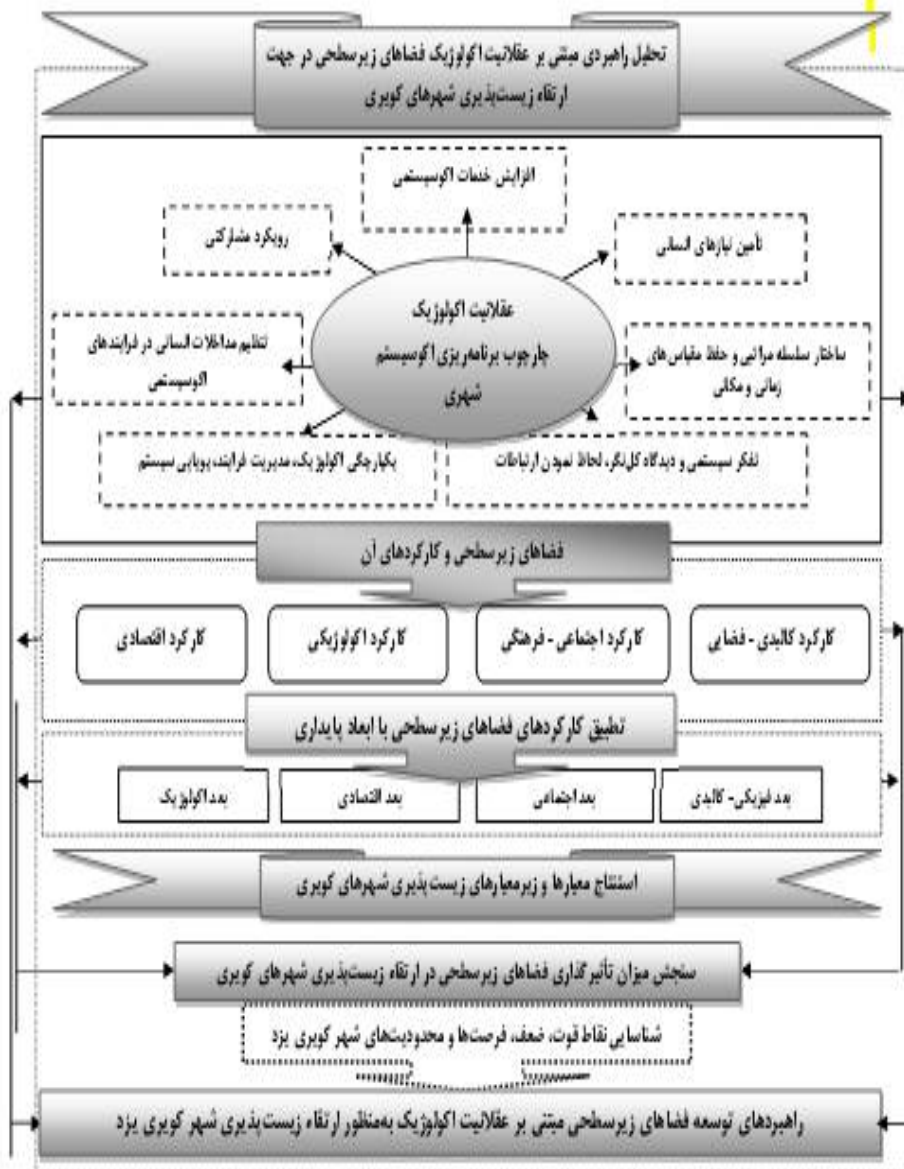 تحلیل راهبردی مبتنی بر عقلانیت اکولوژیک فضاهای زیرسطحی در جهت
ارتقاء زیست‌پذیری شهرهای کویری
افزایش خدمات اکوسیستمی
رویکرد مشارکتی
تأمین نیازهای انسانی
عقلانیت اکولوژیک
چارچوب برنامه‌ریزی اکوسیستم
شهری
ساختار سلسله مراتبی و حفظ مقیاس‌های
زمانی و مکانی
تنظیم مداخلات انسانی در فرایندهای
اکوسیستمی
تفکر سیستمی و دیدگاه کل‌نگر، لحاظ نمودن ارتباطات
یکپارچگی اکولوژیک، مدیریت فرایند، پویایی سیستم
فضاهای زیرسطحی و کارکردهای آن
کارکرد کالبدی - فضایی
کارکرد اجتماعی - فرهنگی
کارکرد اکولوژیکی
کارکرد اقتصادی
تطبیق کارکردهای فضاهای زیرسطحی با ابعاد پایداری
بعد فیزیکی- کالبدی
بعد اجتماعی
بعد اقتصادی
بعد اکولوژیک
استنتاج معیارها و زیرمعیارهای زیست‌پذیری شهرهای کویری
سنجش میزان تأثیرگذاری فضاهای زیرسطحی در ارتقاء زیست‌پذیری شهرهای کویری
شناسایی نقاط قوت، ضعف، فرصت‌ها و محدودیت‌های شهر کویری یزد
راهبردهای توسعه فضاهای زیرسطحی مبتنی بر عقلانیت اکولوژیک به‌منظور ارتقاء زیست‌پذیری شهر کویری یزد